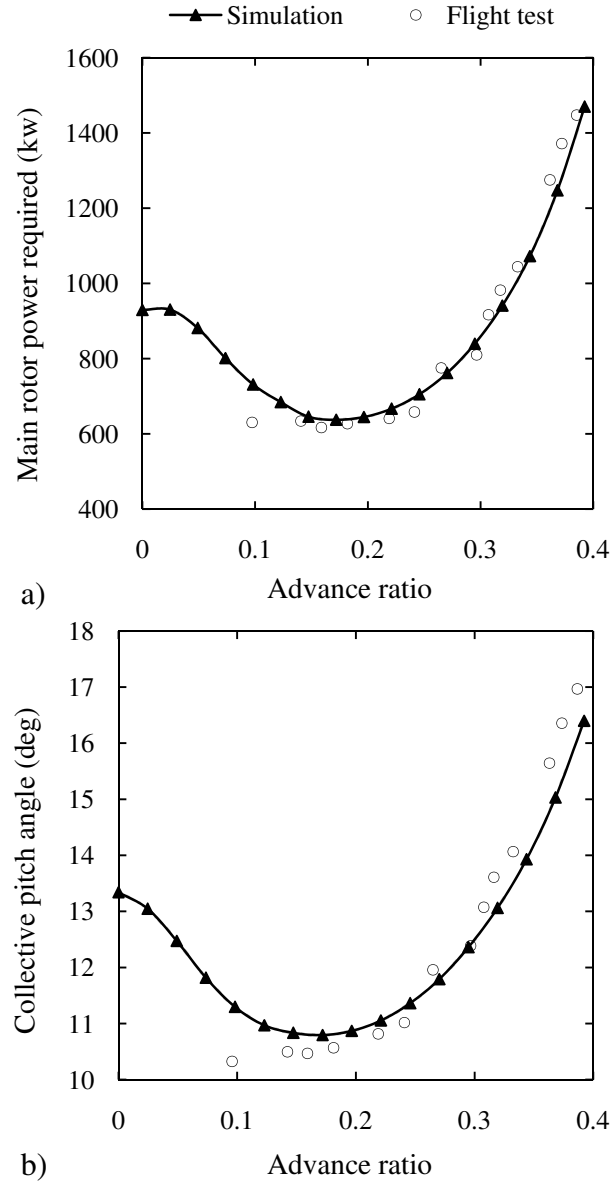 Simulation Flight test
1600
1400
1200
1000
800
600
400
Main rotor power required (kw)
0 0.1 0.2 0.3 0.4
Advance ratio
a)
18
17
16
15
14
13
12
11
10
Collective pitch angle (deg)
0 0.1 0.2 0.3 0.4
Advance ratio
b)